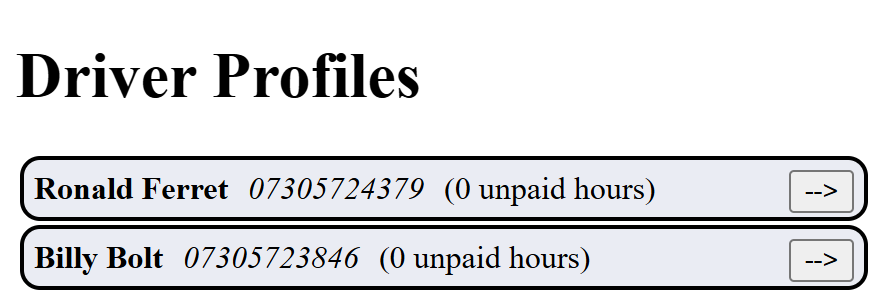 Driver Profiles
Ronald Ferret 07305724379 (0 unpaid hours) -->
Billy Bolt 07305723846 (0 unpaid hours) -->